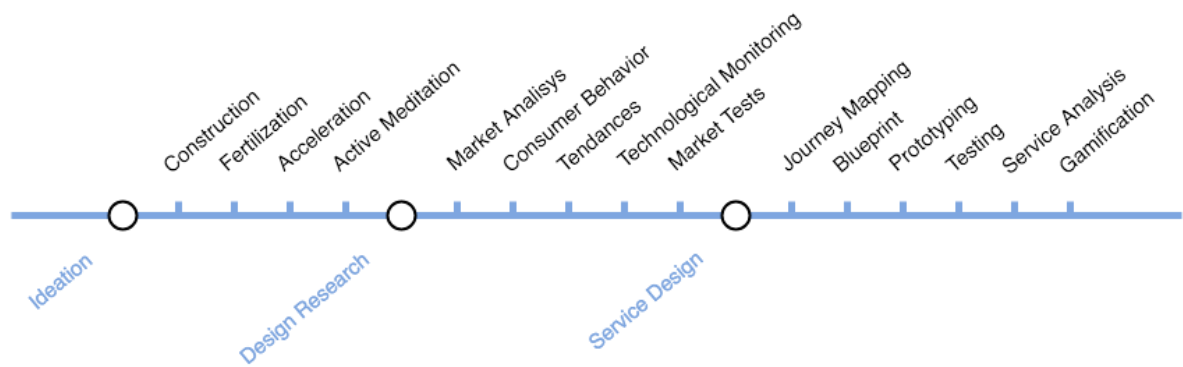 Construction
Fertilization
Acceleration
Active Meditation
Market Analisys
Consumer Behavior
Tendances
Technological Monitoring
Market Tests
Journey Mapping
Blueprint
Prototyping
Testing
Service Analysis
Gamification
Ideation
Design Research
Service Design